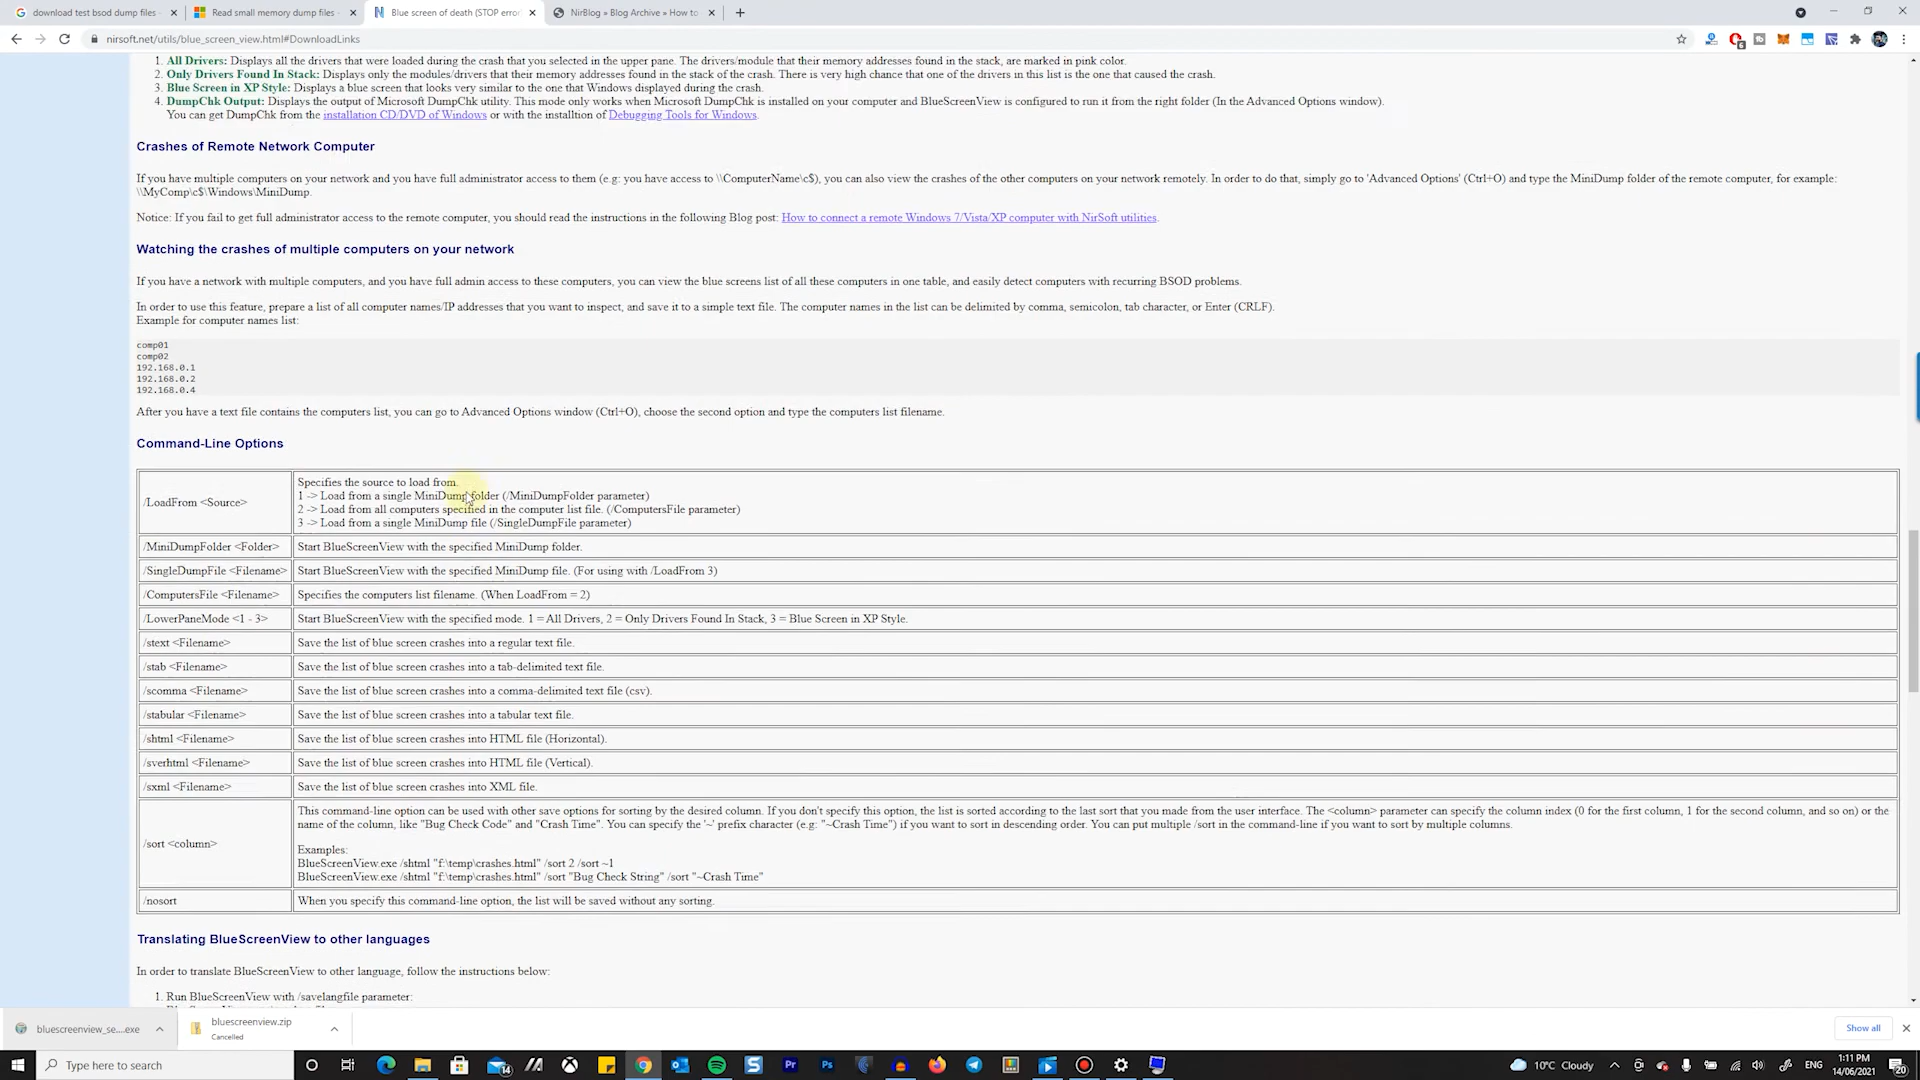 download test bsod dump files -
Read small memory dump files -
Blue screen of death (STOP error
NirBlog » Blog Archive » How to
nirsoft.net/utils/blue_screen_view.html#DownloadLinks
1. All Drivers: Displays all the drivers that were loaded during the crash that you selected in the upper pane. The drivers/module that their memory addresses found in the stack, are marked in pink color.
2. Only Drivers Found In Stack: Displays only the modules/drivers that their memory addresses found in the stack of the crash. There is very high chance that one of the drivers in this list is the one that caused the crash.
3. Blue Screen in XP Style: Displays a blue screen that looks very similar to the one that Windows displayed during the crash.
4. DumpChk Output: Displays the output of Microsoft DumpChk utility. This mode only works when Microsoft DumpChk is installed on your computer and BlueScreenView is configured to run it from the right folder (In the Advanced Options window).
You can get DumpChk from the installation CD/DVD of Windows or with the installtion of Debugging Tools for Windows.
Crashes of Remote Network Computer
If you have multiple computers on your network and you have full administrator access to them (e.g: you have access to \\ComputerName\c$), you can also view the crashes of the other computers on your network remotely. In order to do that, simply go to 'Advanced Options' (Ctrl+O) and type the MiniDump folder of the remote computer, for example:
\\MyComp\c$\Windows\MiniDump.
Notice: If you fail to get full administrator access to the remote computer, you should read the instructions in the following Blog post: How to connect a remote Windows 7/Vista/XP computer with NirSoft utilities.
Watching the crashes of multiple computers on your network
If you have a network with multiple computers, and you have full admin access to these computers, you can view the blue screens list of all these computers in one table, and easily detect computers with recurring BSOD problems.
In order to use this feature, prepare a list of all computer names/IP addresses that you want to inspect, and save it to a simple text file. The computer names in the list can be delimited by comma, semicolon, tab character, or Enter (CRLF).
Example for computer names list:
comp01
comp02
192.168.0.1
192.168.0.2
192.168.0.4
After you have a text file contains the computers list, you can go to Advanced Options window (Ctrl+O), choose the second option and type the computers list filename.
Command-Line Options
/LoadFrom <Source>
Specifies the source to load from.
1 -> Load from a single MiniDump folder (/MiniDumpFolder parameter)
2 -> Load from all computers specified in the computer list file. (/ComputersFile parameter)
3 -> Load from a single MiniDump file (/SingleDumpFile parameter)
/MiniDumpFolder <Folder> Start BlueScreenView with the specified MiniDump folder.
/SingleDumpFile <Filename> Start BlueScreenView with the specified MiniDump file. (For using with /LoadFrom 3)
/ComputersFile <Filename> Specifies the computers list filename. (When LoadFrom = 2)
/LowerPaneMode <1 - 3> Start BlueScreenView with the specified mode. 1 = All Drivers, 2 = Only Drivers Found In Stack, 3 = Blue Screen in XP Style.
/stext <Filename> Save the list of blue screen crashes into a regular text file.
/stab <Filename> Save the list of blue screen crashes into a tab-delimited text file.
/scomma <Filename> Save the list of blue screen crashes into a comma-delimited text file (csv).
/stabular <Filename> Save the list of blue screen crashes into a tabular text file.
/shtml <Filename> Save the list of blue screen crashes into HTML file (Horizontal).
/sverhtml <Filename> Save the list of blue screen crashes into HTML file (Vertical).
/sxml <Filename> Save the list of blue screen crashes into XML file.
/sort <column>
This command-line option can be used with other save options for sorting by the desired column. If you don't specify this option, the list is sorted according to the last sort that you made from the user interface. The <column> parameter can specify the column index (0 for the first column, 1 for the second column, and so on) or the
name of the column, like "Bug Check Code" and "Crash Time". You can specify the '~' prefix character (e.g: "~Crash Time") if you want to sort in descending order. You can put multiple /sort in the command-line if you want to sort by multiple columns.
Examples:
BlueScreenView.exe /shtml "f:\temp\crashes.html" /sort 2 /sort ~1
BlueScreenView.exe /shtml "f:\temp\crashes.html" /sort "Bug Check String" /sort "~Crash Time"
/nosort When you specify this command-line option, the list will be saved without any sorting.
Translating BlueScreenView to other languages
In order to translate BlueScreenView to other language, follow the instructions below:
1. Run BlueScreenView with /savelangfile parameter:
bluescreenview_se....exe
bluescreenview.zip
Cancelled
Show all
Type here to search
14
10°C Cloudy
ENG
1:11 PM
14/06/2021
20